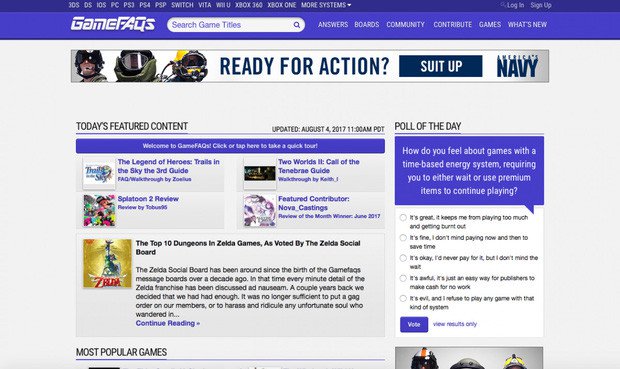 3DS DS IOS PC PS3 PS4 PSP SWITCH VITA WII U XBOX 360 XBOX ONE MORE SYSTEMS Log In Sign Up
GameFAQs
Search Game Titles
ANSWERS BOARDS COMMUNITY CONTRIBUTE GAMES WHAT'S NEW
READY FOR ACTION? SUIT UP AMERICA'S NAVY
TODAY'S FEATURED CONTENT
UPDATED: AUGUST 4, 2017 11:00AM PDT
Welcome to GameFAQs! Click or tap here to take a quick tour!
The Legend of Heroes: Trails in
the Sky the 3rd Guide
FAQ/Walkthrough by Zoelius
Two Worlds II: Call of the
Tenebrae Guide
Walkthrough by Keith_I
Splatoon 2 Review
Review by Tobus95
Featured Contributor:
Nova_Castings
Review of the Month Winner: June 2017
ZELDA
The Top 10 Dungeons In Zelda Games, As Voted By The Zelda Social
Board
The Zelda Social Board has been around since the birth of the Gamefaqs
message boards over a decade ago. In that time every minute detail of the
Zelda franchise has been discussed ad nauseam. A couple years back we
decided that we had had enough. It was no longer sufficient to put a gag
order on our members, or to harass and ridicule any unfortunate soul who
wandered in...
Continue Reading »
MOST POPULAR GAMES
POLL OF THE DAY
How do you feel about games with
a time-based energy system, requiring
you to either wait or use premium
items to continue playing?
It's great, it keeps me from playing too much
and getting burnt out
It's fine, I don't mind paying now and then to
save time
It's okay, I'd never pay for it, but I don't mind the
wait
It's awful, it's just an easy way for publishers to
make cash for no work
It's evil, and I refuse to play any game with that
kind of system
Vote view results only